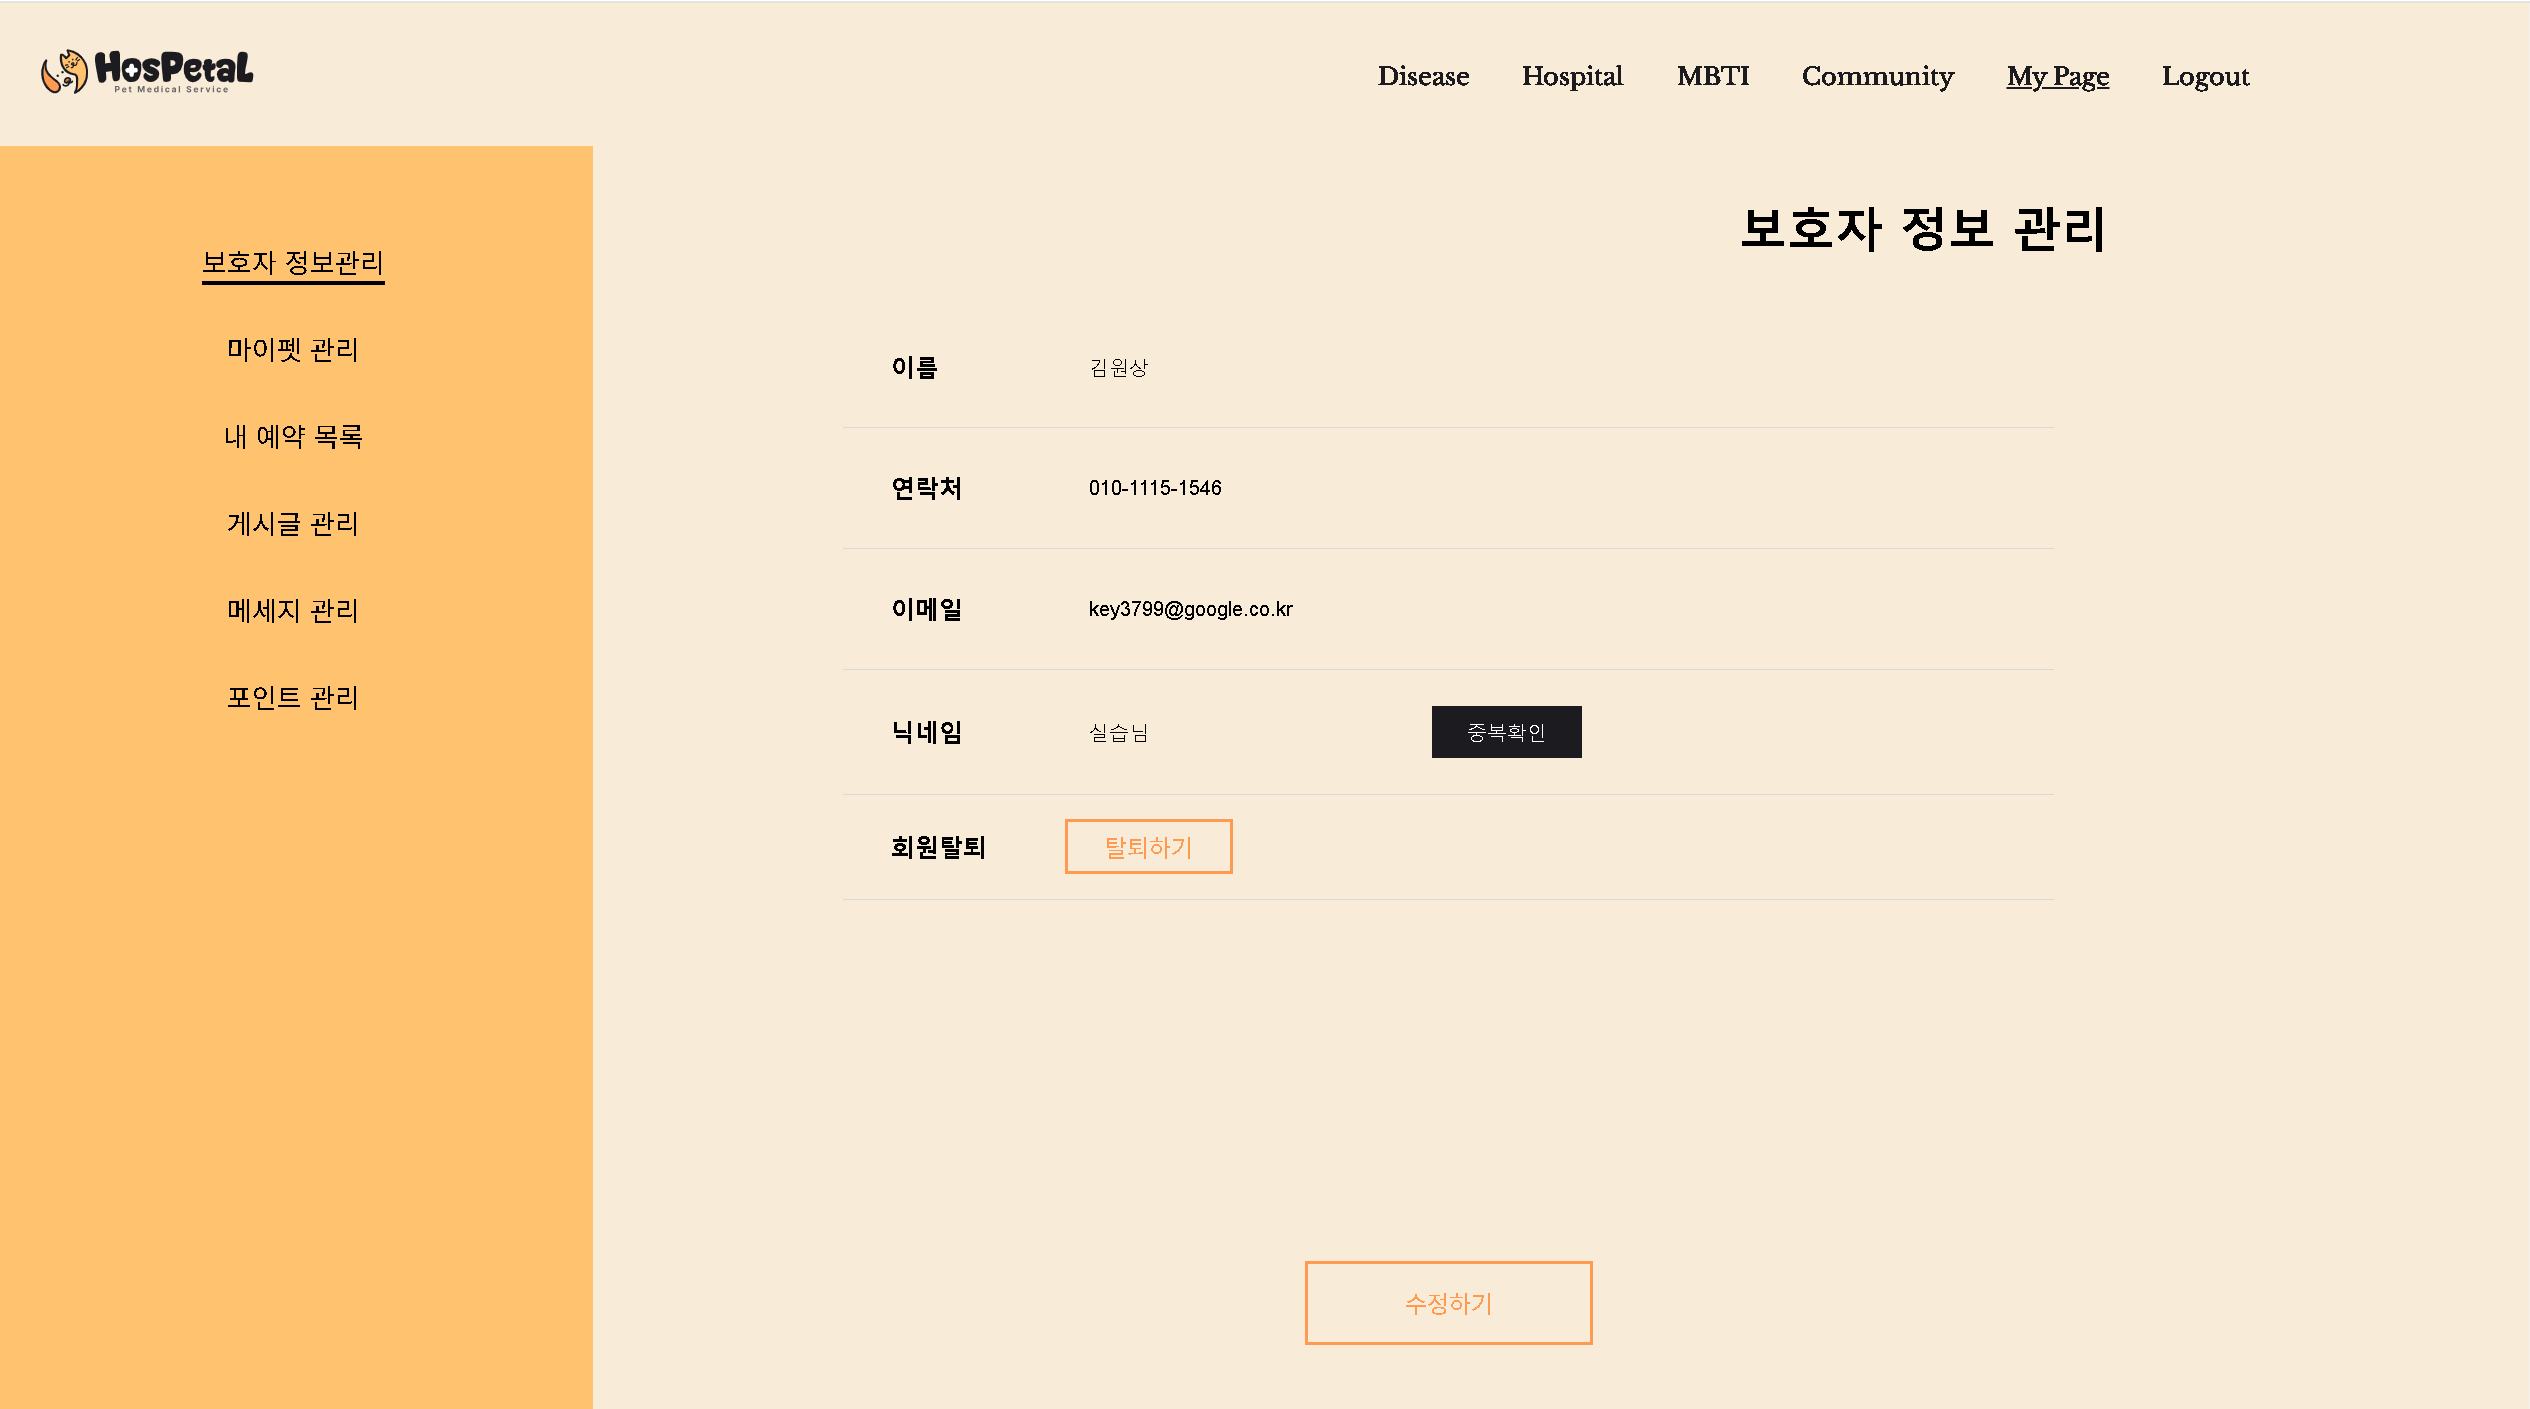 HosPetaL
Pet Medical Service
Disease Hospital MBTI Community My Page Logout
보호자 정보관리
마이펫 관리
내 예약 목록
게시글 관리
메세지 관리
포인트 관리
보호자 정보 관리
이름 김원상
연락처 010-1115-1546
이메일 key3799@google.co.kr
닉네임 실습님 중복확인
회원탈퇴 탈퇴하기
수정하기